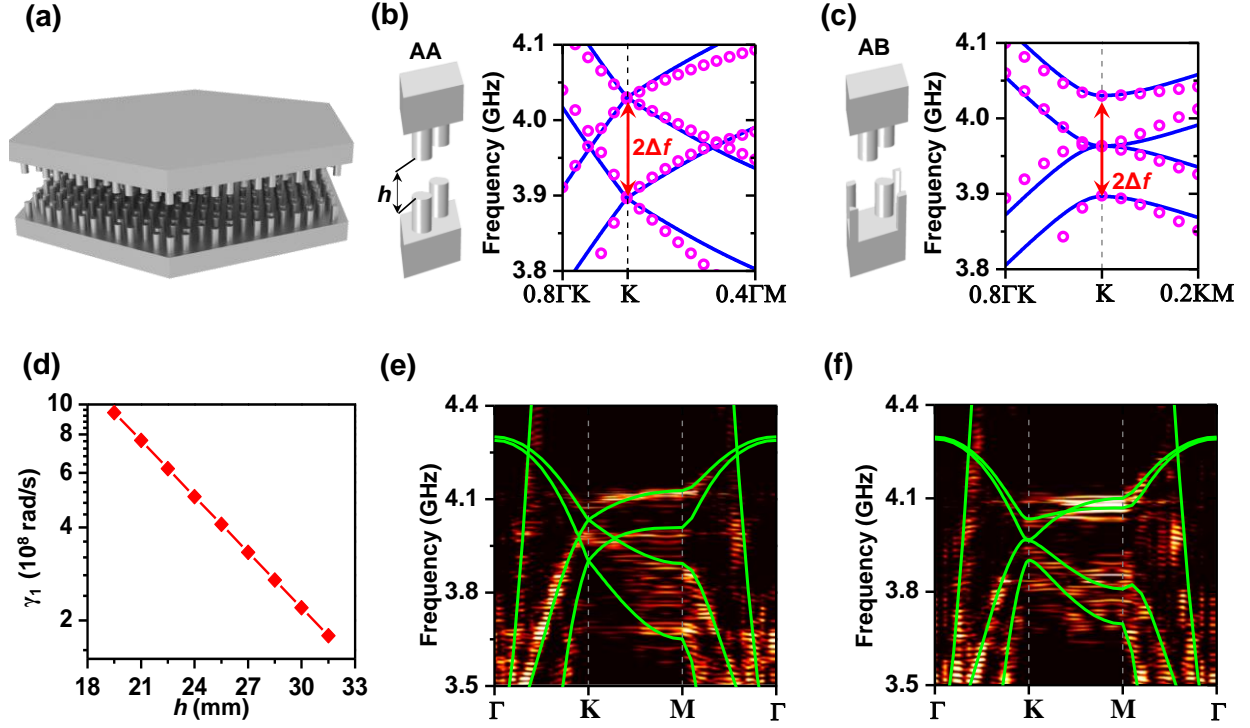 (a)
(b)
AA
h
Frequency (GHz)
4.1
4.0
3.9
3.8
2Δf
0.8ΓK
K
0.4ΓM
(c)
AB
Frequency (GHz)
4.1
4.0
3.9
3.8
2Δf
0.8ΓK
K
0.2KM
(d)
γ1 (10^8 rad/s)
10
8
6
4
2
18
21
24
27
30
33
h (mm)
(e)
Frequency (GHz)
4.4
4.1
3.8
3.5
Γ
K
M
Γ
(f)
Frequency (GHz)
4.4
4.1
3.8
3.5
Γ
K
M
Γ